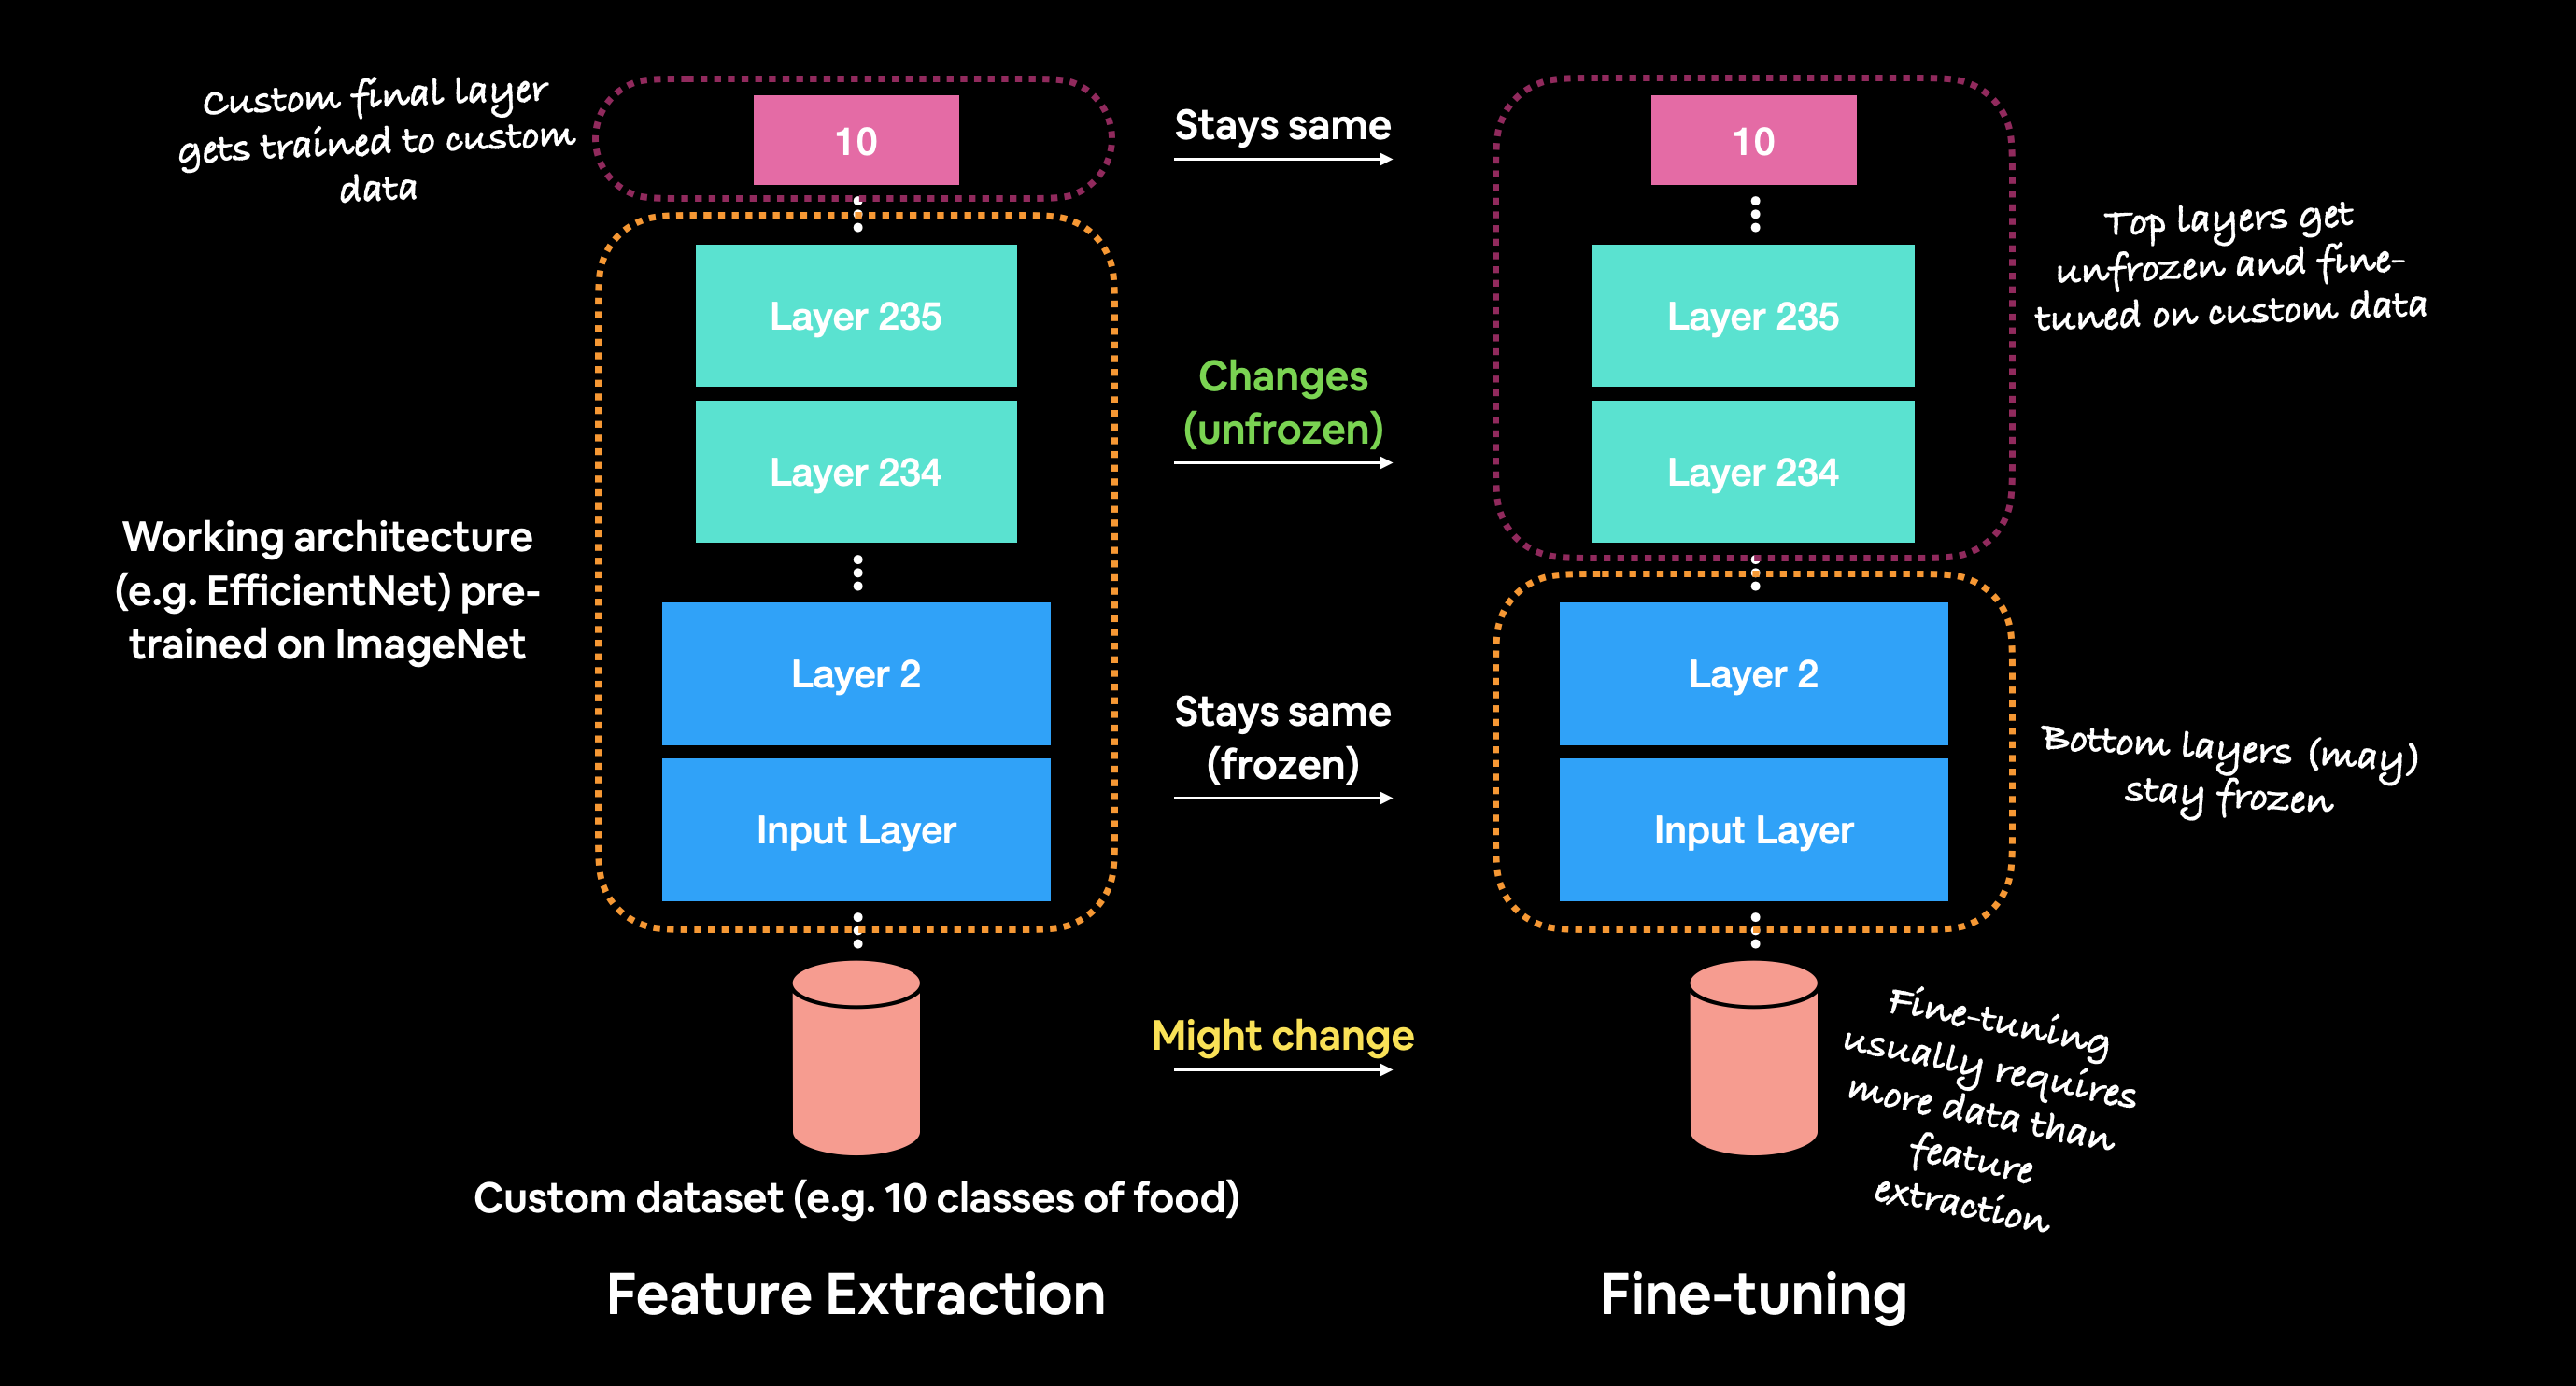 Custom final layer
gets trained to custom
data
10
Stays same
10
Layer 235
Layer 235
Top layers get
unfrozen and fine-
tuned on custom data
Changes
(unfrozen)
Layer 234
Layer 234
Working architecture
(e.g. EfficientNet) pre-
trained on ImageNet
Layer 2
Layer 2
Stays same
(frozen)
Bottom layers (may)
stay frozen
Input Layer
Input Layer
Might change
Fine-tuning
usually requires
more data than
feature
extraction
Custom dataset (e.g. 10 classes of food)
Feature Extraction
Fine-tuning